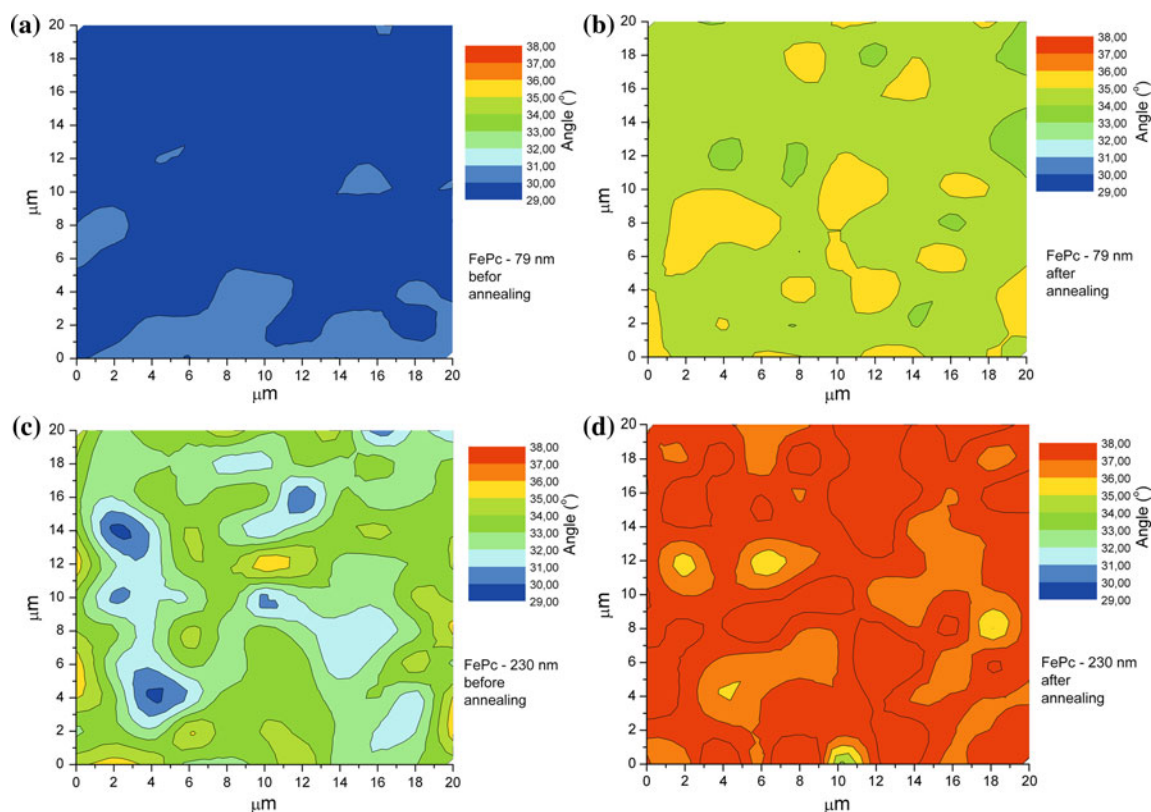 (a)
20
18
16
14
12
10
8
6
4
2
0
μm
0 2 4 6 8 10 12 14 16 18 20
μm
38,00
37,00
36,00
35,00
34,00
33,00
32,00
31,00
30,00
29,00
Angle (°)
FePc - 79 nm
befor
annealing
(b)
20
18
16
14
12
10
8
6
4
2
0
μm
0 2 4 6 8 10 12 14 16 18 20
μm
38,00
37,00
36,00
35,00
34,00
33,00
32,00
31,00
30,00
29,00
Angle (°)
FePc - 79 nm
after
annealing
(c)
20
18
16
14
12
10
8
6
4
2
0
μm
0 2 4 6 8 10 12 14 16 18 20
μm
38,00
37,00
36,00
35,00
34,00
33,00
32,00
31,00
30,00
29,00
Angle (°)
FePc - 230 nm
before
annealing
(d)
20
18
16
14
12
10
8
6
4
2
0
μm
0 2 4 6 8 10 12 14 16 18 20
μm
38,00
37,00
36,00
35,00
34,00
33,00
32,00
31,00
30,00
29,00
Angle (°)
FePc - 230 nm
after
annealing